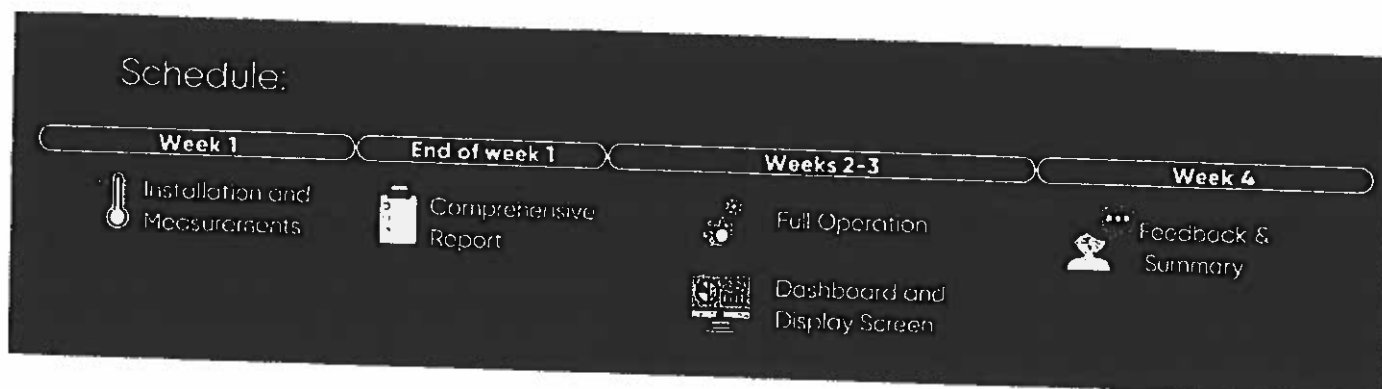 Schedule:
Week 1
End of week 1
Weeks 2-3
Week 4
Installation and
Measurements
Comprehensive
Report
Full Operation
Dashboard and
Display Screen
Feedback &
Summary